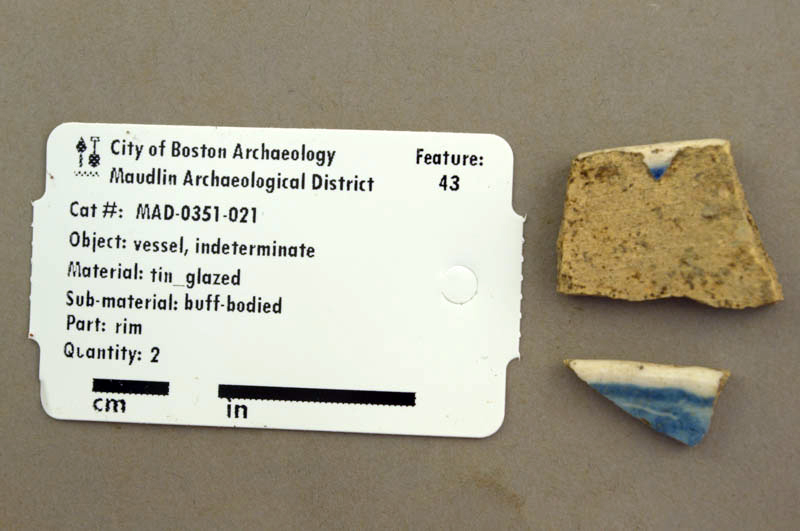 City of Boston Archaeology
Maudlin Archaeological District
Feature:
43
Cat #: MAD-0351-021
Object: vessel, indeterminate
Material: tin_glazed
Sub-material: buff-bodied
Part: rim
Quantity: 2
cm
in